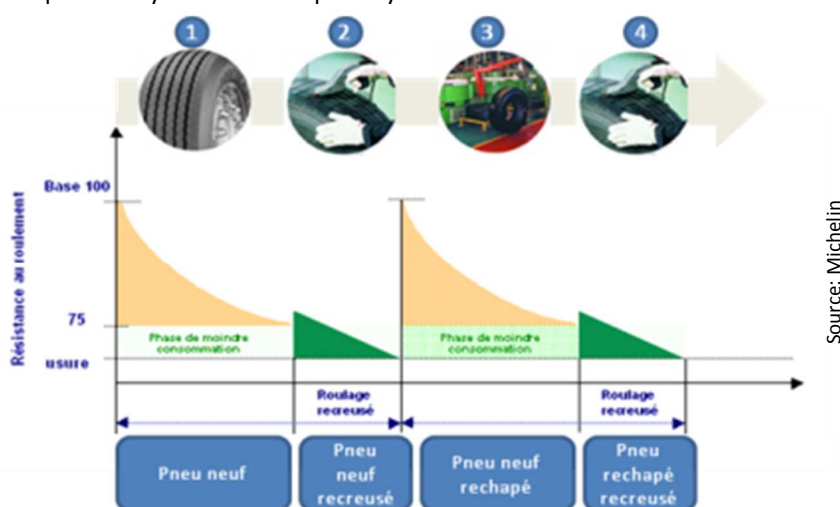 1
2
3
4
Base 100
Résistance au roulement
75
usure
Phase de moindre
consommation
Phase de moindre
consommation
Roulage
recreusé
Roulage
recreusé
Pneu neuf
Pneu
neuf
recreusé
Pneu neuf
rechapé
Pneu
rechapé
recreusé
Source: Michelin